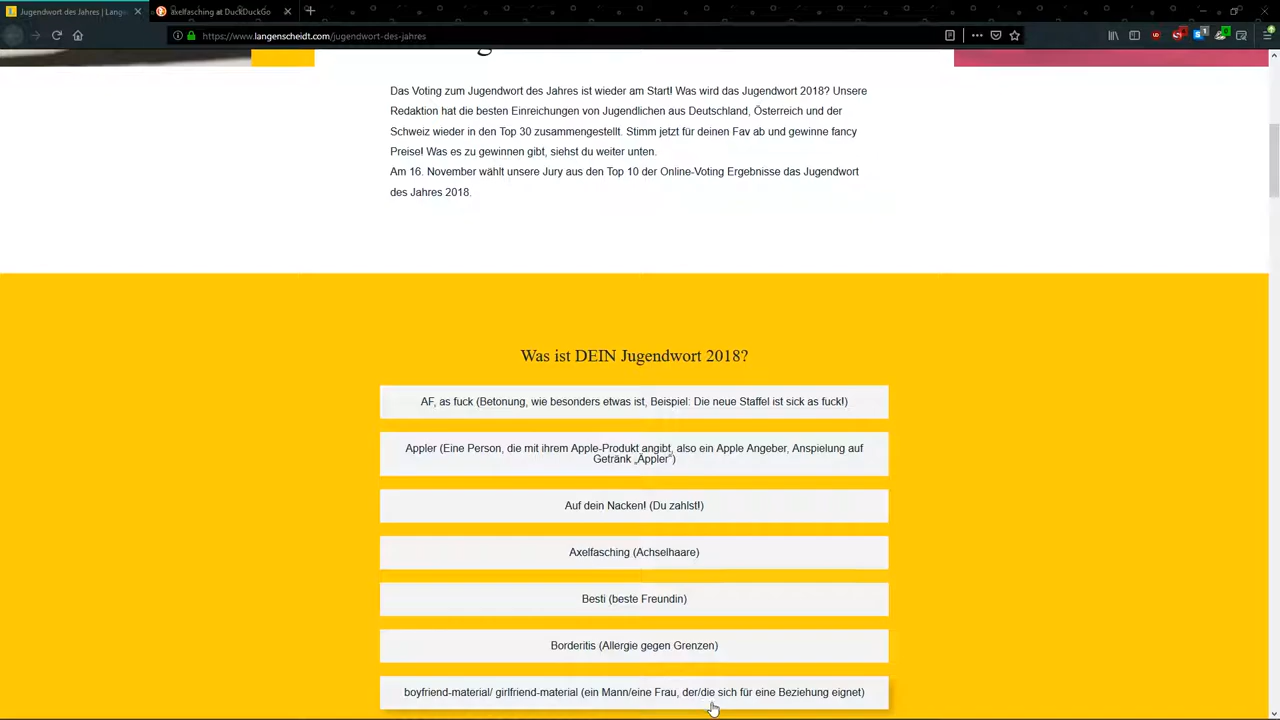 Jugendwort des Jahres | Lang
axelfasching at DuckDuckGo
https://www.langenscheidt.com/jugendwort-des-jahres
Das Voting zum Jugendwort des Jahres ist wieder am Start! Was wird das Jugendwort 2018? Unsere
Redaktion hat die besten Einreichungen von Jugendlichen aus Deutschland, Österreich und der
Schweiz wieder in den Top 30 zusammengestellt. Stimm jetzt für deinen Fav ab und gewinne fancy
Preise! Was es zu gewinnen gibt, siehst du weiter unten.
Am 16. November wählt unsere Jury aus den Top 10 der Online-Voting Ergebnisse das Jugendwort
des Jahres 2018.
Was ist DEIN Jugendwort 2018?
AF, as fuck (Betonung, wie besonders etwas ist, Beispiel: Die neue Staffel ist sick as fuck!)
Appler (Eine Person, die mit ihrem Apple-Produkt angibt, also ein Apple Angeber, Anspielung auf
Getränk „Äppler“)
Auf dein Nacken! (Du zahlst!)
Axelfasching (Achselhaare)
Besti (beste Freundin)
Borderitis (Allergie gegen Grenzen)
boyfriend-material/ girlfriend-material (ein Mann/eine Frau, der/die sich für eine Beziehung eignet)